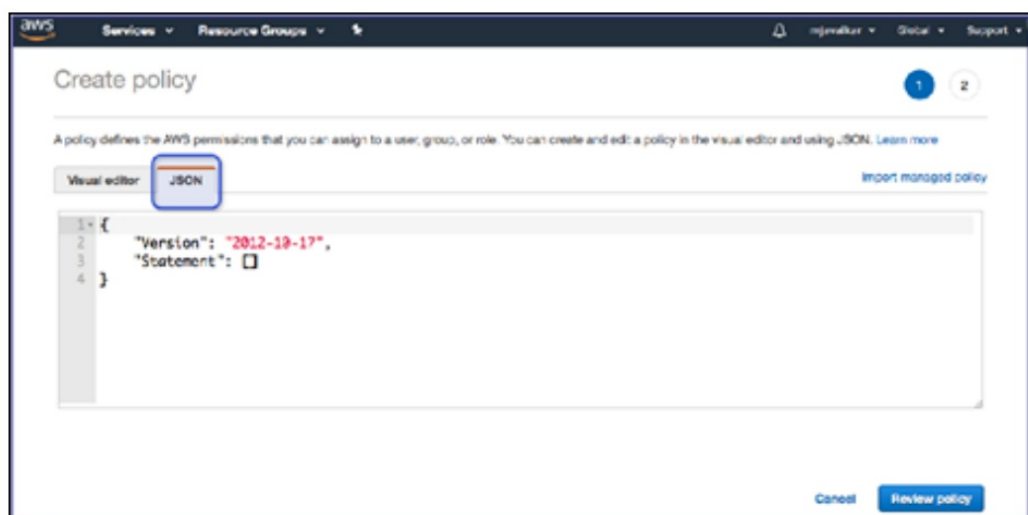 aws Services Resource Groups Global Support
Create policy
1 2
A policy defines the AWS permissions that you can assign to a user, group, or role. You can create and edit a policy in the visual editor and using JSON. Learn more
Visual editor JSON Import managed policy
1 {
2 "Version": "2012-10-17",
3 "Statement": []
4 }
Cancel Review policy